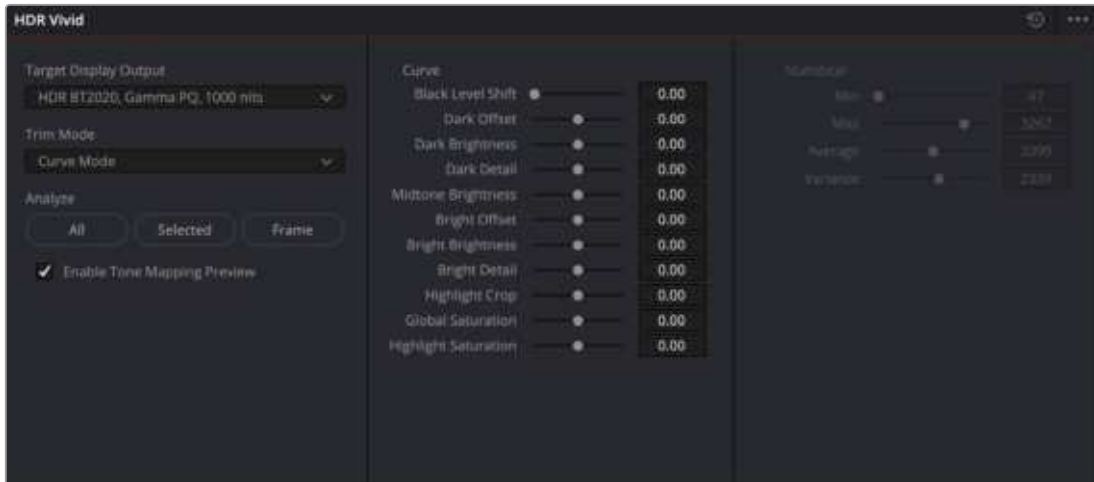 HDR Vivid
Target Display Output
HDR BT2020, Gamma PQ, 1000 nits
Trim Mode
Curve Mode
Analyze
All Selected Frame
Enable Tone Mapping Preview
Curve
Black Level Shift 0.00
Dark Offset 0.00
Dark Brightness 0.00
Dark Detail 0.00
Midtone Brightness 0.00
Bright Offset 0.00
Bright Brightness 0.00
Bright Detail 0.00
Highlight Crop 0.00
Global Saturation 0.00
Highlight Saturation 0.00
Min
Max
Average
Variance